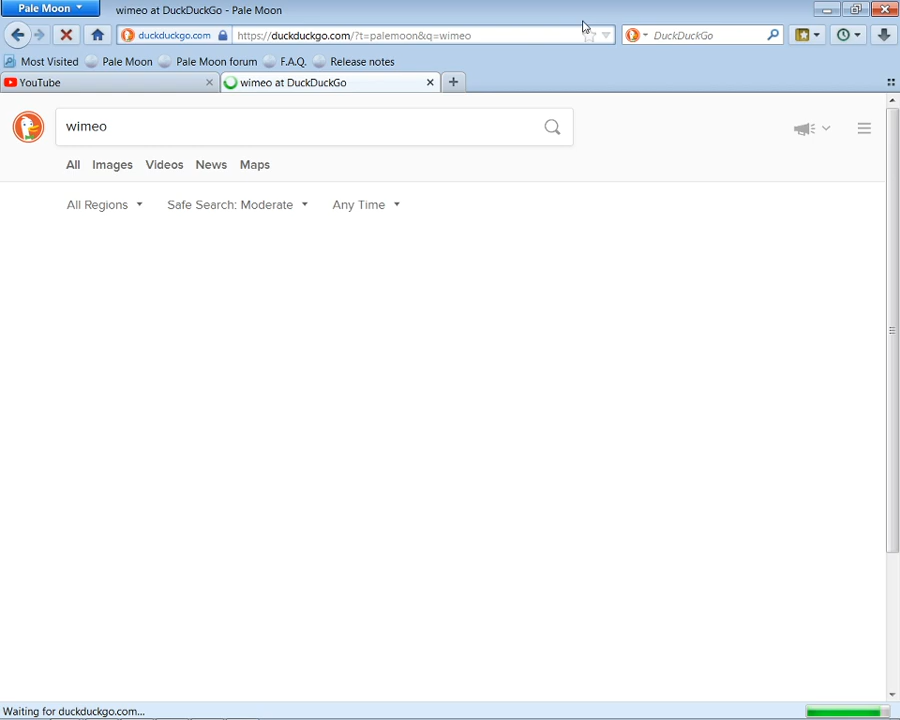 Pale Moon
wimeo at DuckDuckGo - Pale Moon
duckduckgo.com
https://duckduckgo.com/?t=palemoon&q=wimeo
DuckDuckGo
Most Visited
Pale Moon
Pale Moon forum
F.A.Q.
Release notes
YouTube
wimeo at DuckDuckGo
wimeo
All
Images
Videos
News
Maps
All Regions
Safe Search: Moderate
Any Time
Waiting for duckduckgo.com...